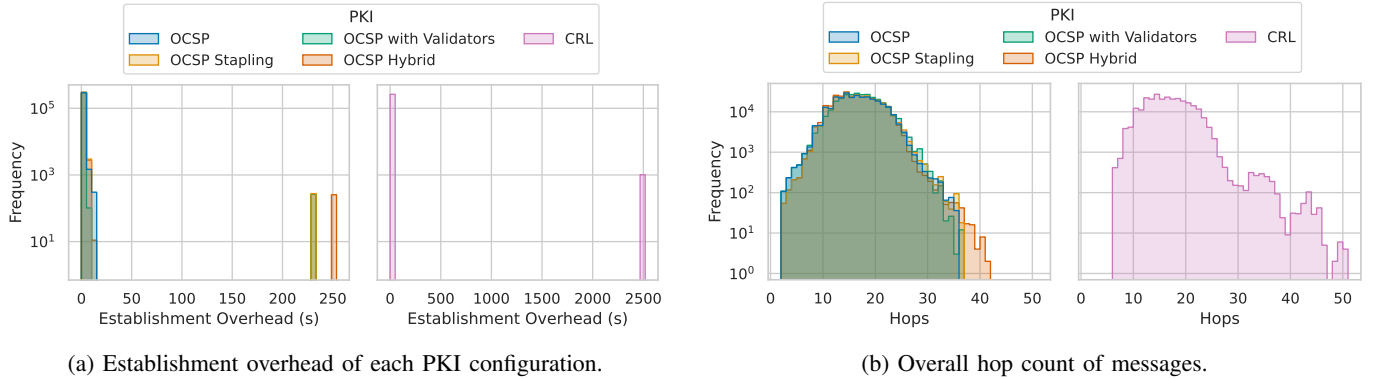 PKI
OCSP
OCSP with Validators
CRL
OCSP Stapling
OCSP Hybrid
Frequency
10^5
10^3
10^1
0 50 100 150 200 250
0 500 1000 1500 2000 2500
Establishment Overhead (s)
Establishment Overhead (s)
(a) Establishment overhead of each PKI configuration.
PKI
OCSP
OCSP with Validators
CRL
OCSP Stapling
OCSP Hybrid
Frequency
10^4
10^3
10^2
10^1
10^0
0 10 20 30 40 50
0 10 20 30 40 50
Hops
Hops
(b) Overall hop count of messages.